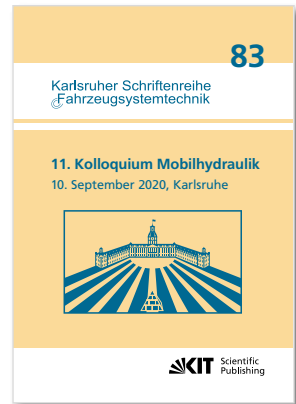 83
Karlsruher Schriftenreihe
Fahrzeugsystemtechnik
11. Kolloquium Mobilhydraulik
10. September 2020, Karlsruhe
KIT Scientific
Publishing